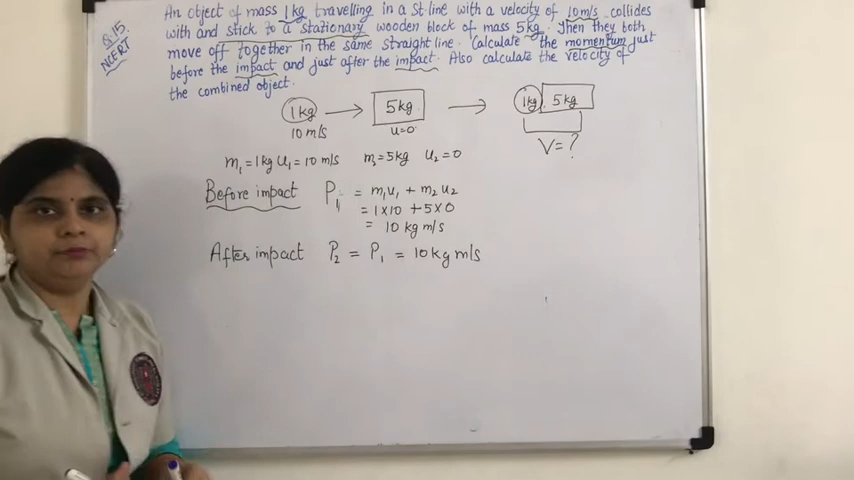 8.15
NCERT
An object of mass 1kg travelling in a St line with a velocity of 10 m/s collides
with and stick to a stationary wooden block of mass 5kg. Then they both
move off together in the same straight line. Calculate the momentum just
before the impact and just after the impact. Also calculate the velocity of
the combined object.
1kg → 5kg → 1kg 5kg
10 m/s u=0
V=?
m₁=1kg u₁=10 m/s m₂=5kg u₂=0
Before impact P₁ = m₁u₁ + m₂u₂
= 1×10 + 5×0
= 10 kg m/s
After impact P₂ = P₁ = 10 kg m/s